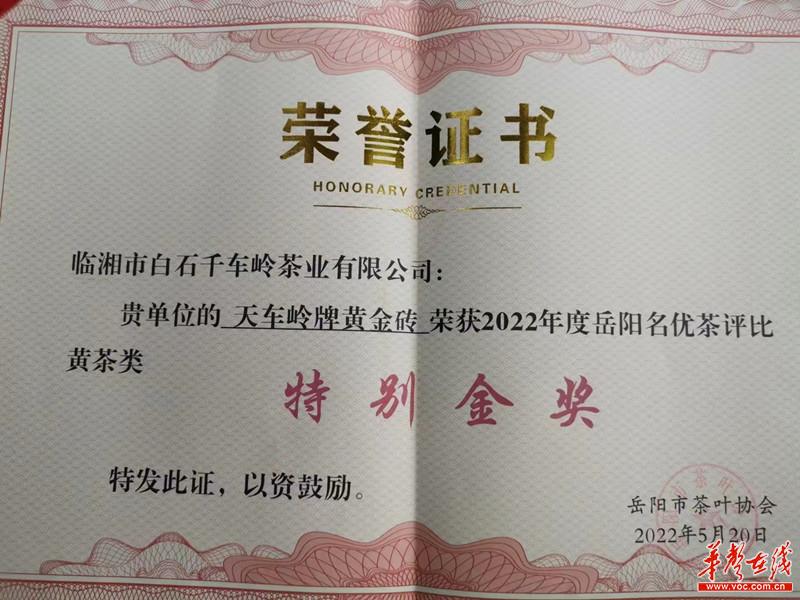 荣誉证书
HONORARY CREDENTIAL
临湘市白石千车岭茶业有限公司：
贵单位的 天车岭牌黄金砖 荣获2022年度岳阳名优茶评比
黄茶类
特别金奖
特发此证，以资鼓励。
岳阳市茶叶协会
2022年5月20日
华声在线
www.voc.com.cn